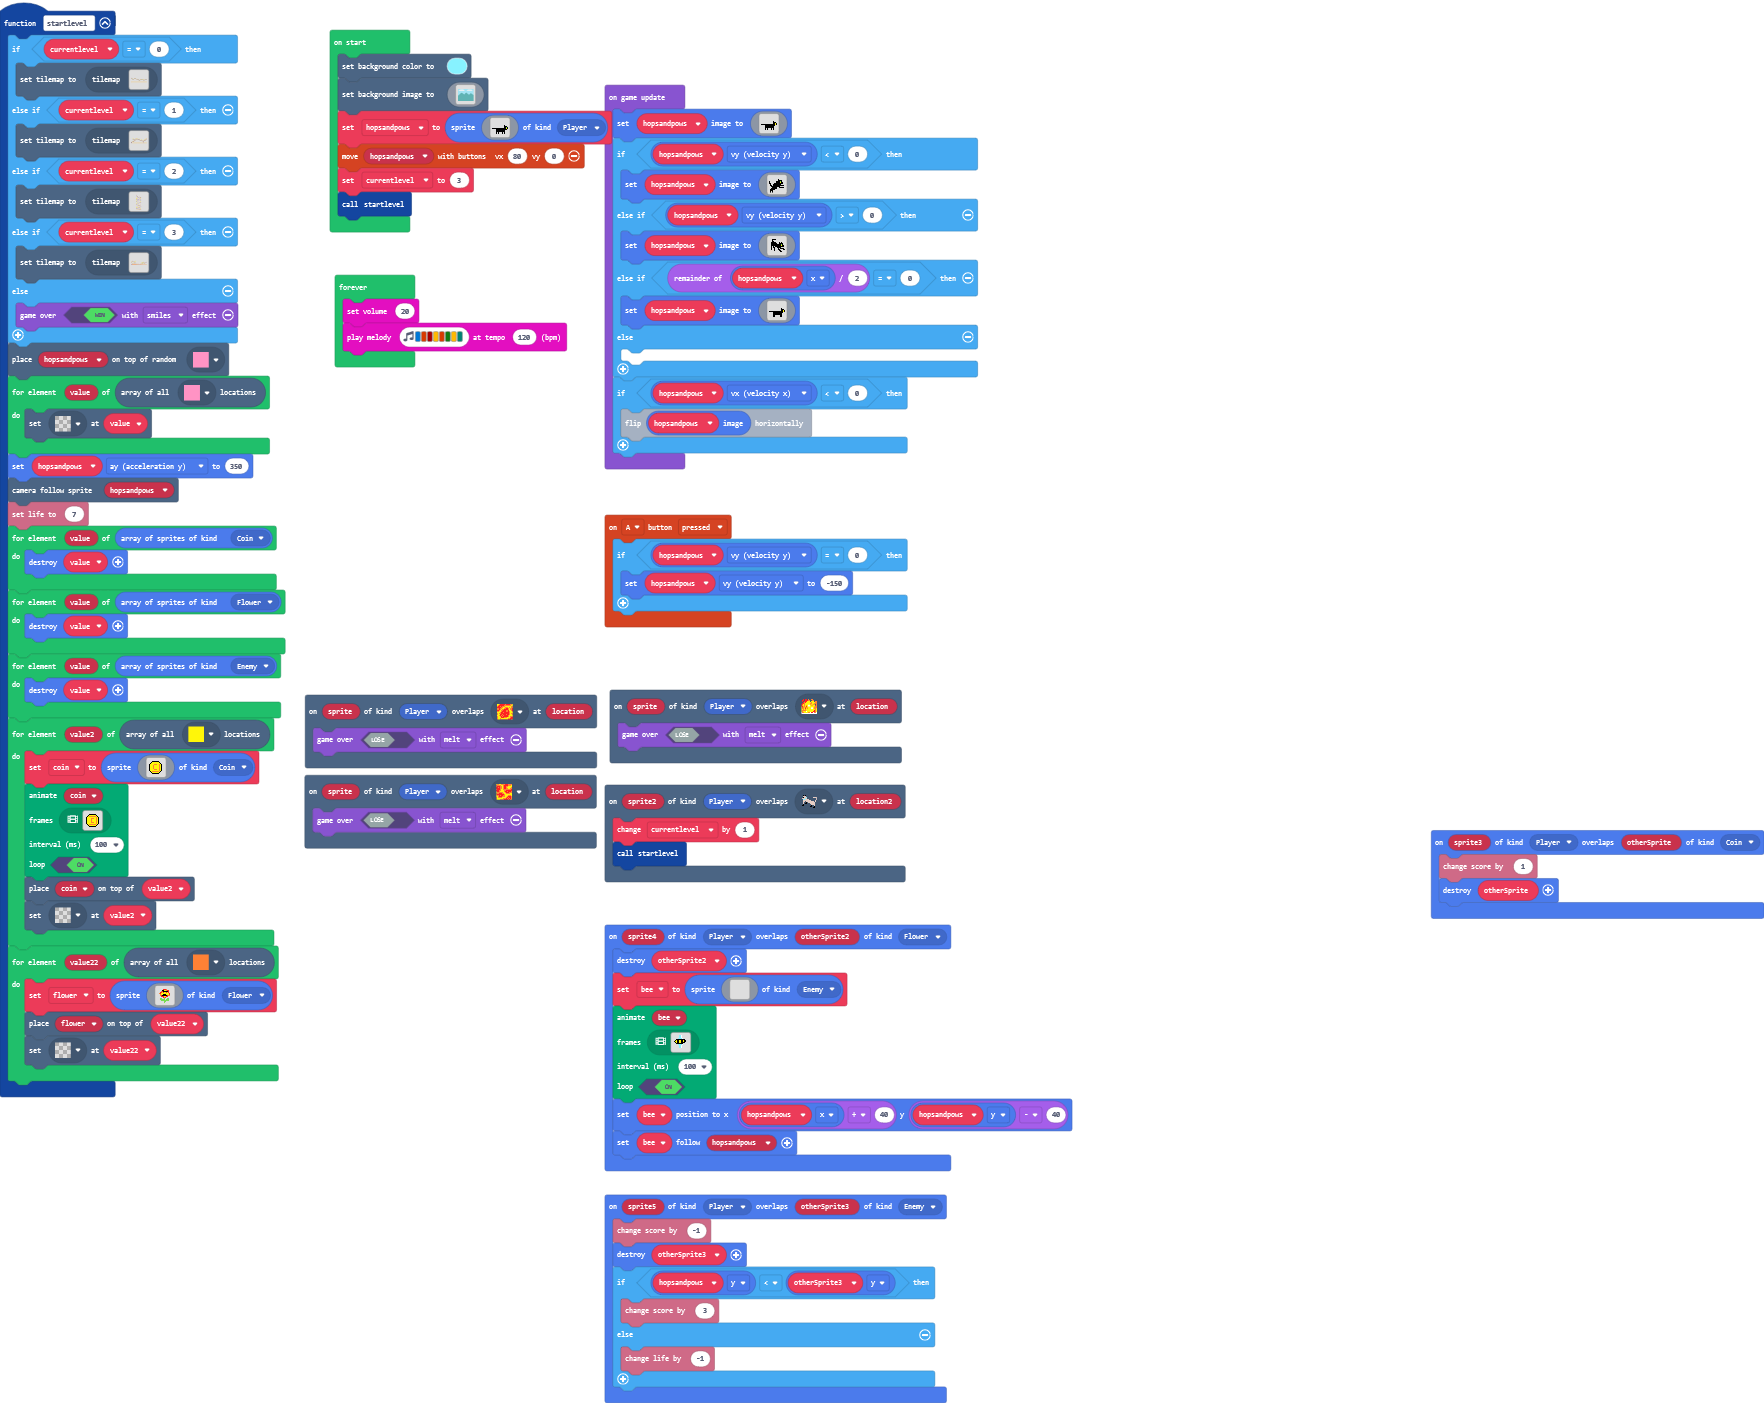 function startlevel
if currentlevel = 0 then
set tilemap to tilemap
else if currentlevel = 1 then
set tilemap to tilemap
else if currentlevel = 2 then
set tilemap to tilemap
else if currentlevel = 3 then
set tilemap to tilemap
else
game over WIN with smiles effect
place hopsandpows on top of random
for element value of array of all locations
do
set at value
set hopsandpows ay (acceleration y) to 350
camera follow sprite hopsandpows
set life to 7
for element value of array of sprites of kind Coin
do
destroy value
for element value of array of sprites of kind Flower
do
destroy value
for element value of array of sprites of kind Enemy
do
destroy value
for element value2 of array of all locations
do
set coin to sprite of kind Coin
animate coin
frames
interval (ms) 100
loop ON
place coin on top of value2
set at value2
for element value22 of array of all locations
do
set flower to sprite of kind Flower
place flower on top of value22
set at value22
on start
set background color to
set background image to
set hopsandpows to sprite of kind Player
move hopsandpows with buttons vx 80 vy 0
set currentlevel to 3
call startlevel
forever
set volume 20
play melody at tempo 120 (bpm)
on game update
set hopsandpows image to
if hopsandpows vy (velocity y) < 0 then
set hopsandpows image to
else if hopsandpows vy (velocity y) > 0 then
set hopsandpows image to
else if remainder of hopsandpows x / 2 = 0 then
set hopsandpows image to
else
if hopsandpows vx (velocity x) < 0 then
flip hopsandpows image horizontally
on A button pressed
if hopsandpows vy (velocity y) = 0 then
set hopsandpows vy (velocity y) to -150
on sprite of kind Player overlaps at location
game over LOSE with melt effect
on sprite of kind Player overlaps at location
game over LOSE with melt effect
on sprite of kind Player overlaps at location
game over LOSE with melt effect
on sprite2 of kind Player overlaps at location2
change currentlevel by 1
call startlevel
on sprite4 of kind Player overlaps otherSprite2 of kind Flower
destroy otherSprite2
set bee to sprite of kind Enemy
animate bee
frames
interval (ms) 100
loop ON
set bee position to x hopsandpows x + 40 y hopsandpows y - 40
set bee follow hopsandpows
on sprite5 of kind Player overlaps otherSprite3 of kind Enemy
change score by -1
destroy otherSprite3
if hopsandpows y < otherSprite3 y then
change score by 3
else
change life by -1
on sprite3 of kind Player overlaps otherSprite of kind Coin
change score by 1
destroy otherSprite